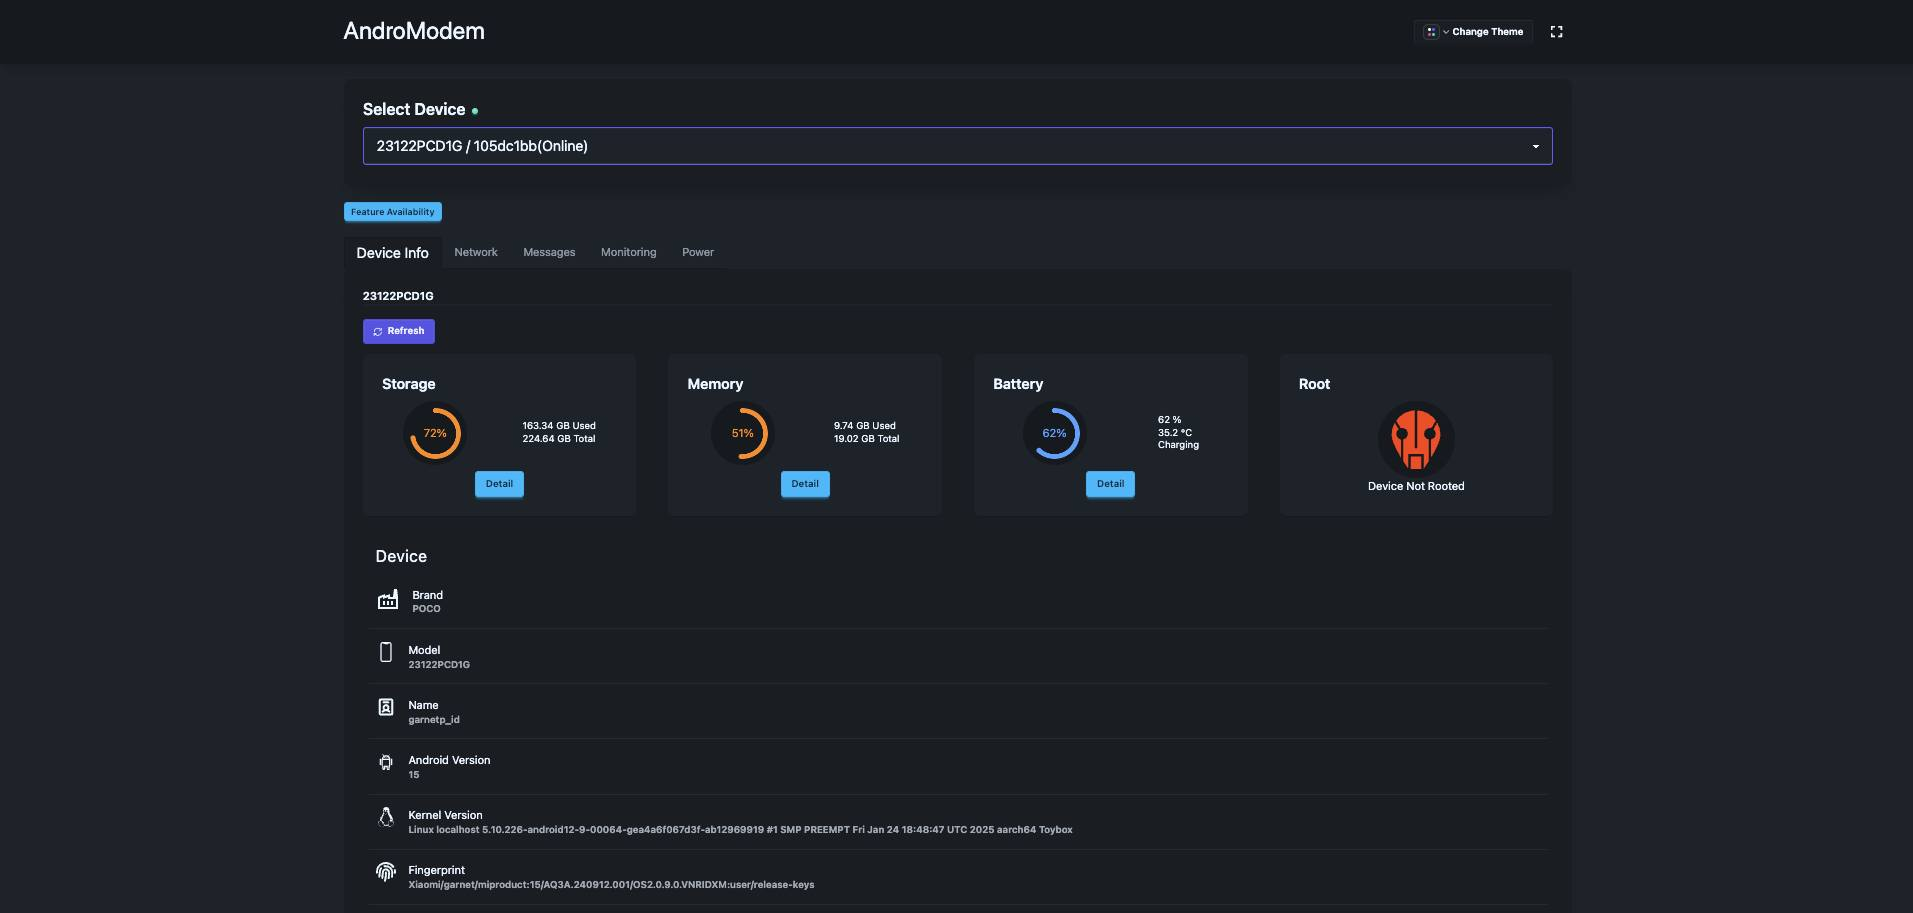 AndroModem
Change Theme
Select Device
23122PCD1G / 105dc1bb(Online)
Feature Availability
Device Info
Network
Messages
Monitoring
Power
23122PCD1G
Refresh
Storage
72%
163.34 GB Used
224.64 GB Total
Detail
Memory
51%
9.74 GB Used
19.02 GB Total
Detail
Battery
62%
62 %
35.2 °C
Charging
Detail
Root
Device Not Rooted
Device
Brand
POCO
Model
23122PCD1G
Name
garnetp_id
Android Version
15
Kernel Version
Linux localhost 5.10.226-android12-9-00064-gea4a6f067d3f-ab12969919 #1 SMP PREEMPT Fri Jan 24 18:48:47 UTC 2025 aarch64 Toybox
Fingerprint
Xiaomi/garnet/miproduct:15/AQ3A.240912.001/OS2.0.9.0.VNRIDXM:user/release-keys